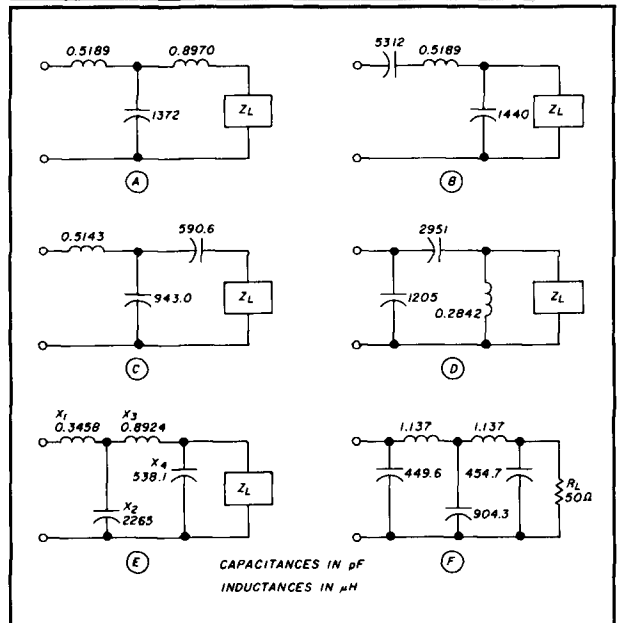 0.5189 0.8970
1372
Z_L
A
5312 0.5189
1440
Z_L
B
0.5143 590.6
943.0
Z_L
C
2951
1205
0.2842
Z_L
D
X₁ X₃
0.3458 0.8924
X₄
538.1
X₂
2265
Z_L
E
1.137 1.137
449.6 454.7
904.3
R_L
50Ω
F
CAPACITANCES IN pF
INDUCTANCES IN μH